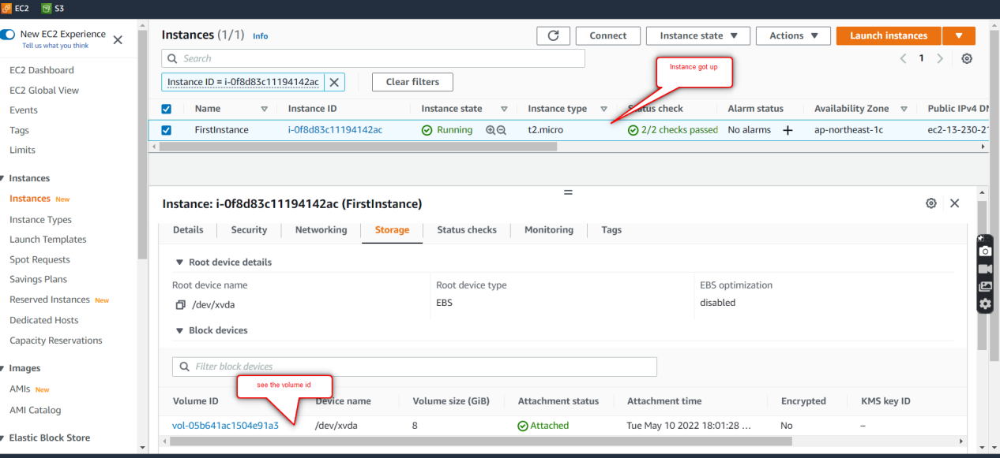 EC2 S3
New EC2 Experience
Tell us what you think
EC2 Dashboard
EC2 Global View
Events
Tags
Limits
Instances
Instances New
Instance Types
Launch Templates
Spot Requests
Savings Plans
Reserved Instances New
Dedicated Hosts
Capacity Reservations
Images
AMIs New
AMI Catalog
Elastic Block Store
Instances (1/1) Info
Connect Instance state Actions Launch instances
Search
1
Instance ID = i-0f8d83c11194142ac Clear filters
Instance got up
Name Instance ID Instance state Instance type Status check Alarm status Availability Zone Public IPv4
FirstInstance i-0f8d83c11194142ac Running t2.micro 2/2 checks passed No alarms ap-northeast-1c ec2-13-230-2
Instance: i-0f8d83c11194142ac (FirstInstance)
Details Security Networking Storage Status checks Monitoring Tags
Root device details
Root device name Root device type EBS optimization
/dev/xvda EBS disabled
Block devices
Filter block devices
see the volume id
Volume ID Device name Volume size (GiB) Attachment status Attachment time Encrypted KMS key ID
vol-05b641ac1504e91a3 /dev/xvda 8 Attached Tue May 10 2022 18:01:28 ... No –